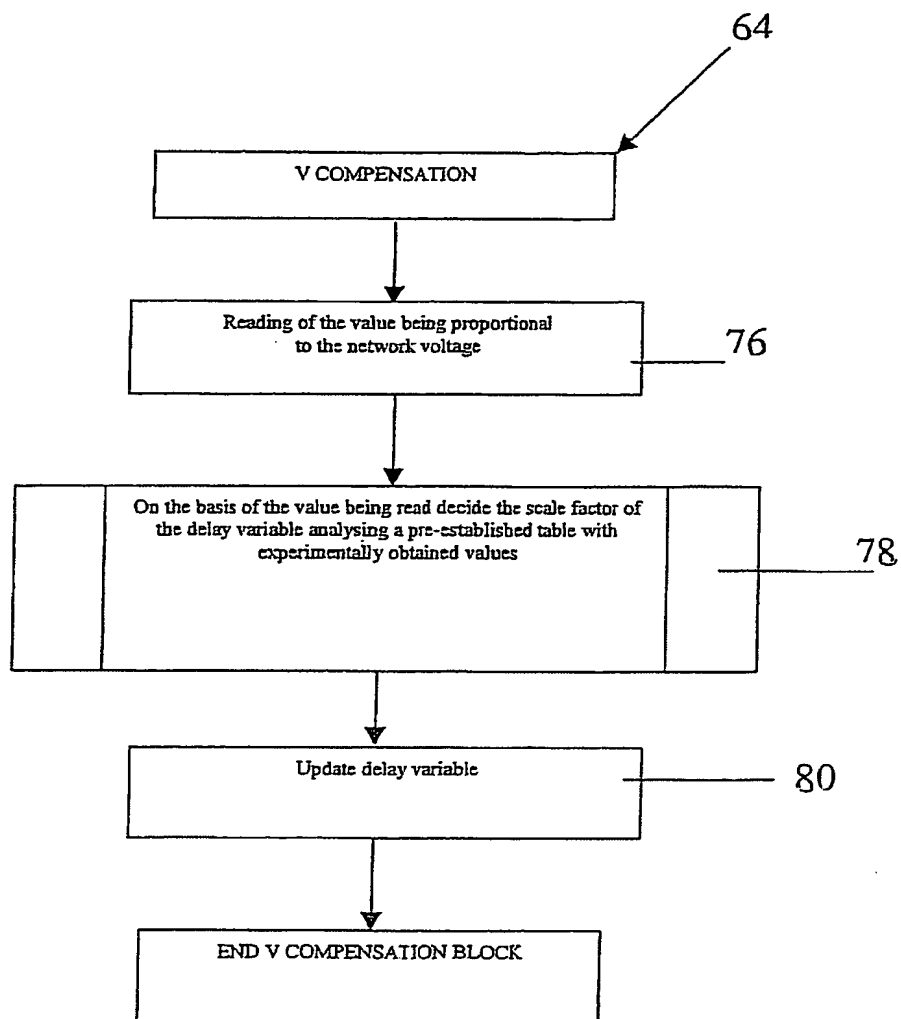 64
V COMPENSATION
Reading of the value being proportional
to the network voltage
76
On the basis of the value being read decide the scale factor of
the delay variable analysing a pre-established table with
experimentally obtained values
78
Update delay variable
80
END V COMPENSATION BLOCK